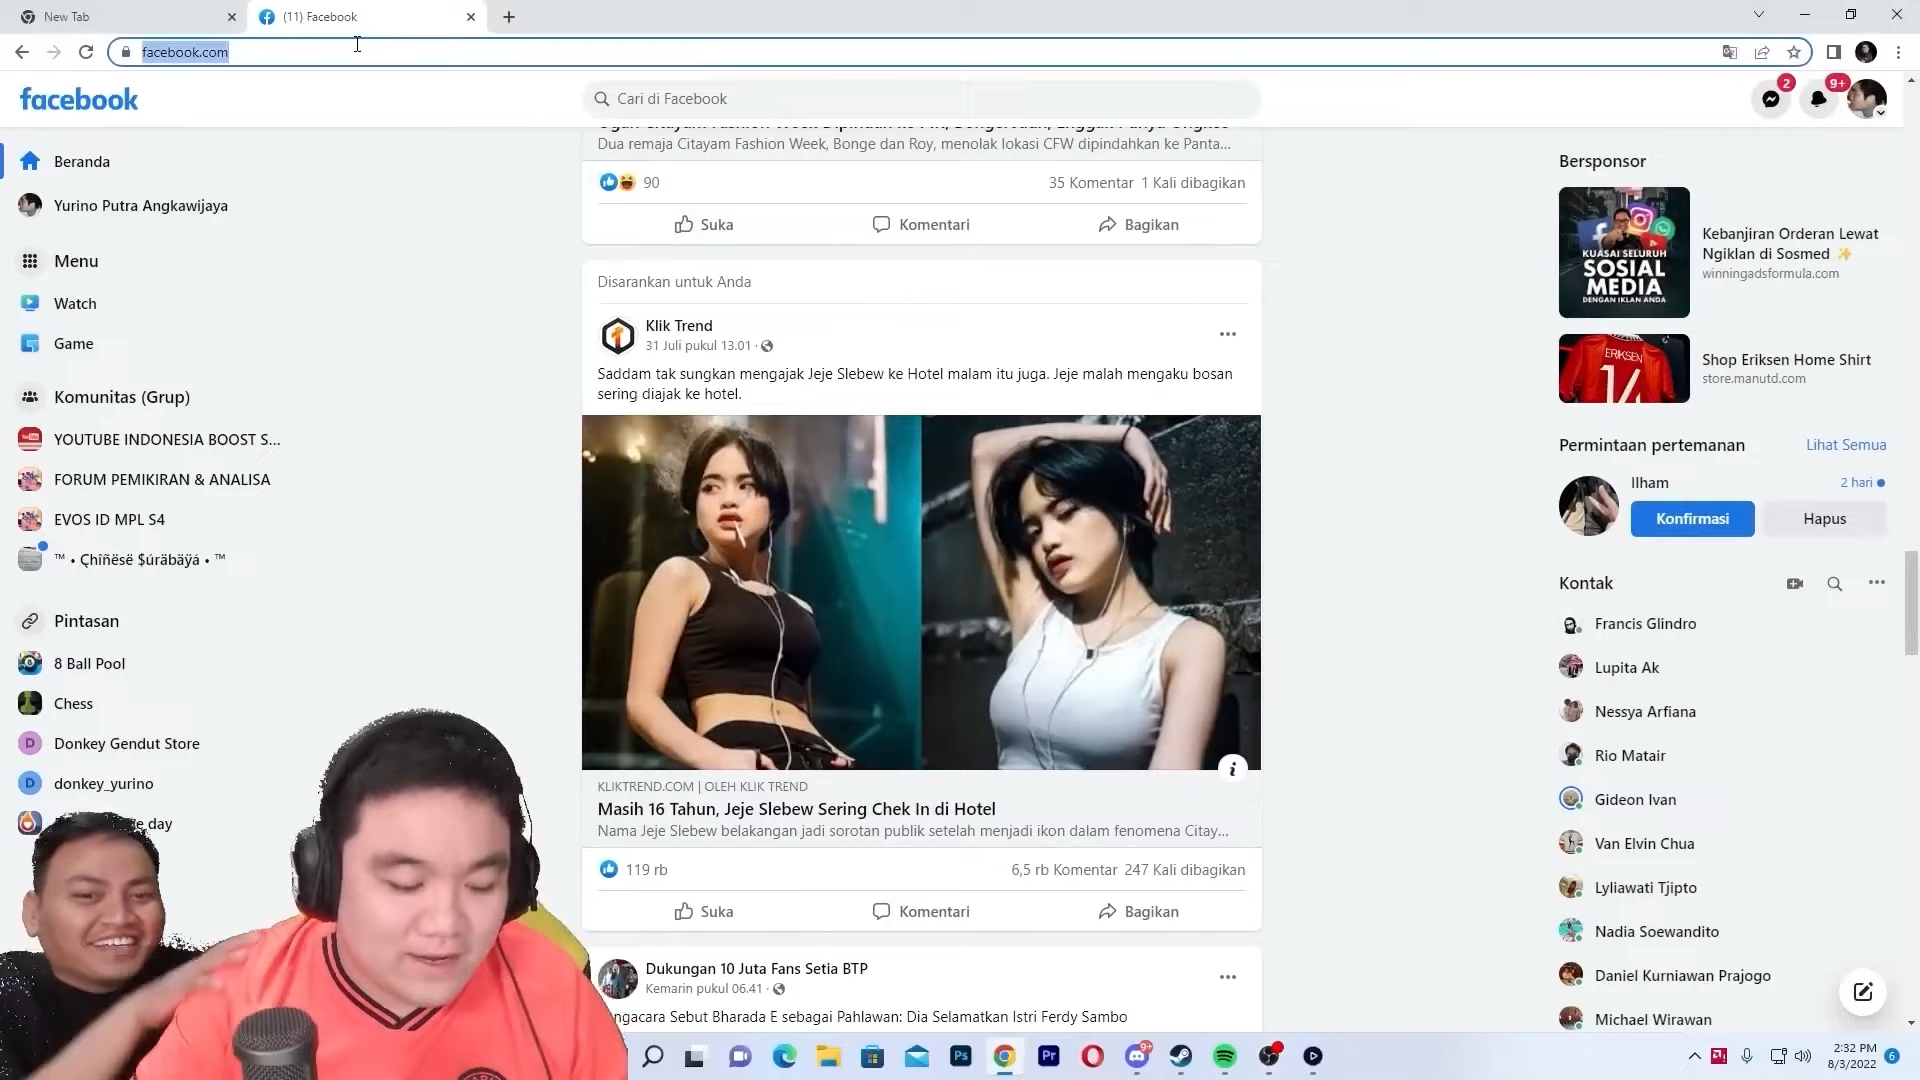 New Tab
(11) Facebook
facebook.com
facebook
Cari di Facebook
2
9+
Beranda
Yurino Putra Angkawijaya
Menu
Watch
Game
Komunitas (Grup)
YOUTUBE INDONESIA BOOST S...
FORUM PEMIKIRAN & ANALISA
EVOS ID MPL S4
™ • Çhîñësë $úräbäÿá • ™
Pintasan
8 Ball Pool
Chess
D Donkey Gendut Store
D donkey_yurino
day
Dua remaja Citayam Fashion Week, Bonge dan Roy, menolak lokasi CFW dipindahkan ke Panta...
90
35 Komentar 1 Kali dibagikan
Suka Komentari Bagikan
Disarankan untuk Anda
Klik Trend
31 Juli pukul 13.01 ·
Saddam tak sungkan mengajak Jeje Slebew ke Hotel malam itu juga. Jeje malah mengaku bosan
sering diajak ke hotel.
i
KLIKTREND.COM | OLEH KLIK TREND
Masih 16 Tahun, Jeje Slebew Sering Chek In di Hotel
Nama Jeje Slebew belakangan jadi sorotan publik setelah menjadi ikon dalam fenomena Citay...
119 rb
6,5 rb Komentar 247 Kali dibagikan
Suka Komentari Bagikan
Dukungan 10 Juta Fans Setia BTP
Kemarin pukul 06.41 ·
Sebut Bharada E sebagai Pahlawan: Dia Selamatkan Istri Ferdy Sambo
Bersponsor
KUASAI SELURUH
SOSIAL
MEDIA
DENGAN IKLAN ANDA
Kebanjiran Orderan Lewat
Ngiklan di Sosmed ✨
winningadsformula.com
ERIKSEN
14
Shop Eriksen Home Shirt
store.manutd.com
Permintaan pertemanan
Lihat Semua
Ilham
2 hari
Konfirmasi
Hapus
Kontak
Francis Glindro
Lupita Ak
Nessya Arfiana
Rio Matair
Gideon Ivan
Van Elvin Chua
Lyliawati Tjipto
Nadia Soewandito
Daniel Kurniawan Prajogo
Michael Wirawan
Ps
Pr
9+
2:32 PM
8/3/2022
6